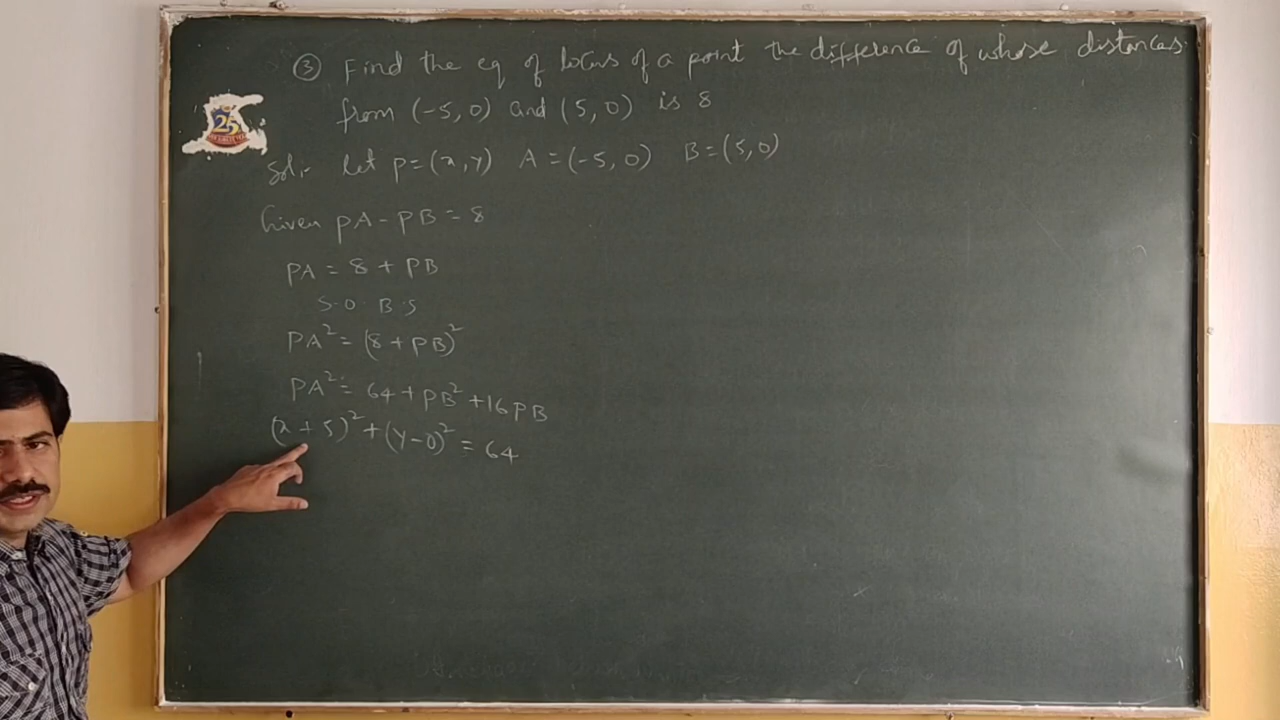 ③ Find the eq of locus of a point the difference of whose distances
from (-5, 0) and (5, 0) is 8
25
Sol:- let P=(x,y) A=(-5, 0) B=(5, 0)
Given PA - PB = 8
PA = 8 + PB
S.O.B.S
PA² = (8 + PB)²
PA² = 64 + PB² + 16PB
(x + 5)² + (y - 0)² = 64